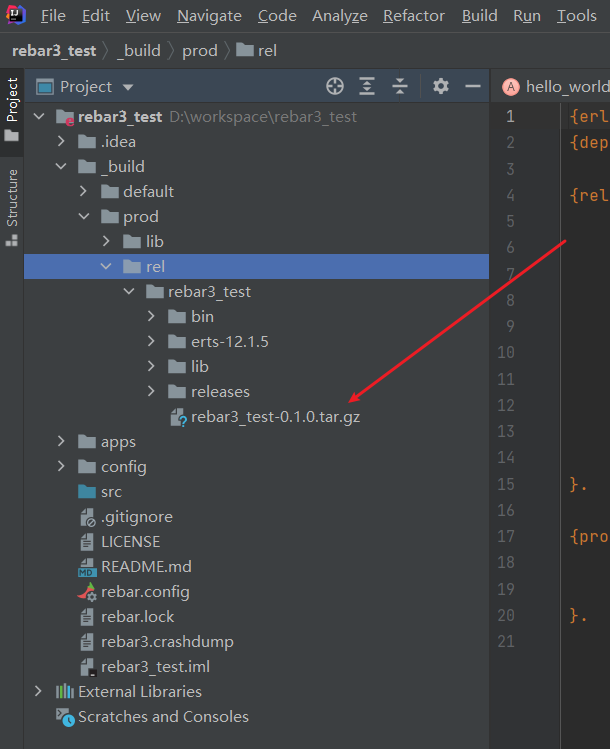 File Edit View Navigate Code Analyze Refactor Build Run Tools
rebar3_test _build prod rel
Project
Structure
Project
rebar3_test D:\workspace\rebar3_test
.idea
_build
default
prod
lib
rel
rebar3_test
bin
erts-12.1.5
lib
releases
rebar3_test-0.1.0.tar.gz
apps
config
src
.gitignore
LICENSE
README.md
rebar.config
rebar.lock
rebar3.crashdump
rebar3_test.iml
External Libraries
Scratches and Consoles
hello_world
1 {erl
2 {dep
3
4 {rel
5
6
7
8
9
10
11
12
13
14
15 }.
16
17 {pro
18
19
20 }.
21